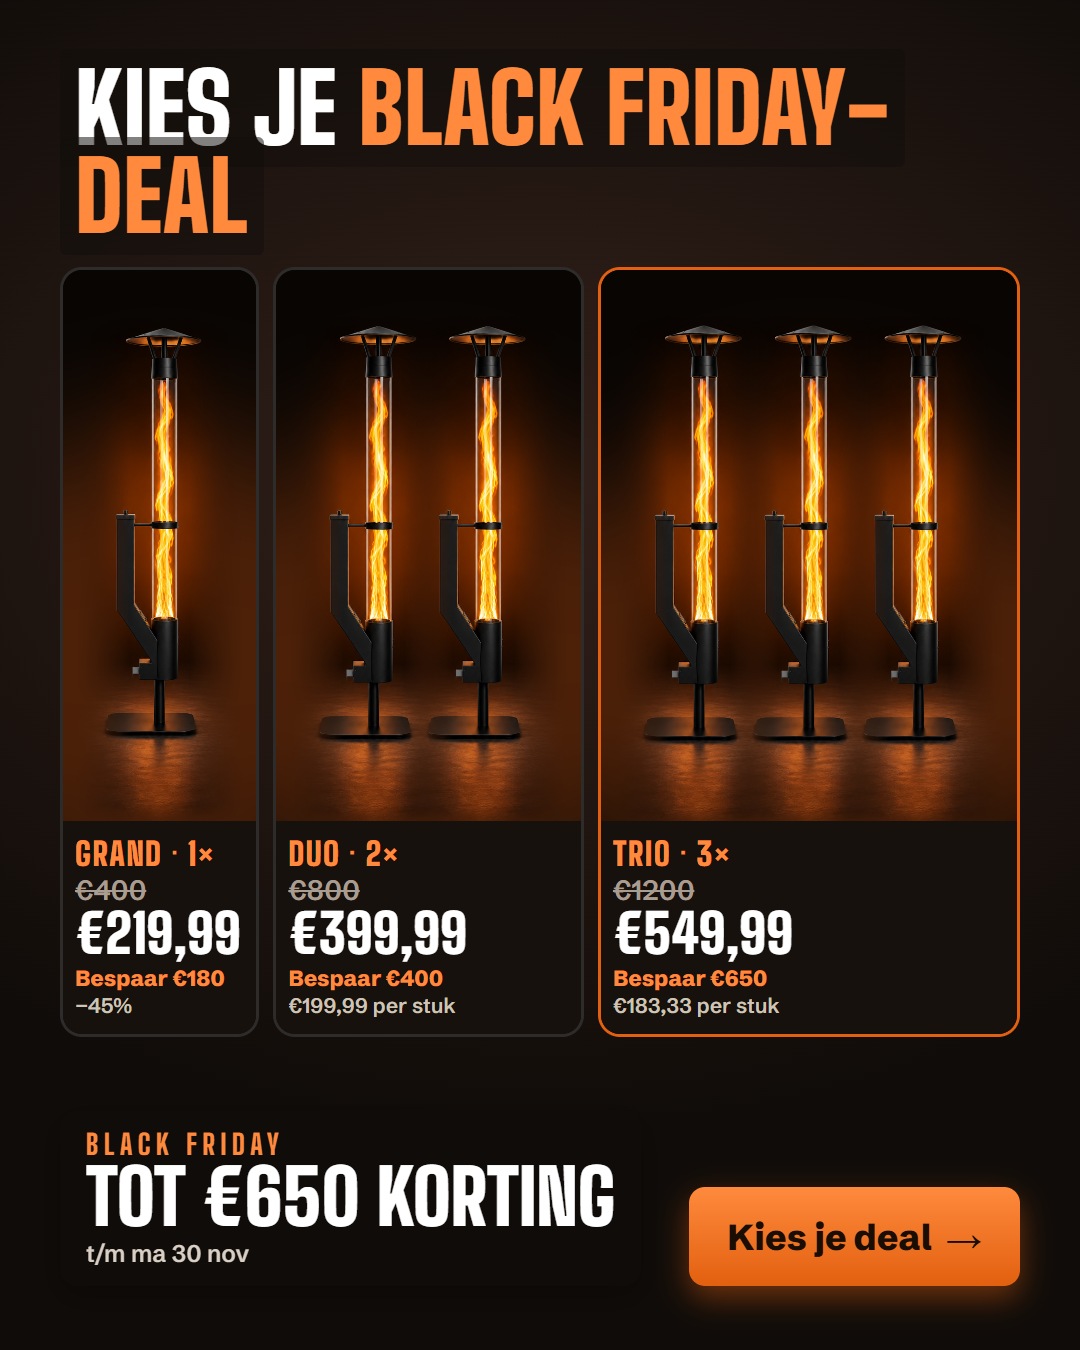 KIES JE BLACK FRIDAY-
DEAL
GRAND · 1×
€400
€219,99
Bespaar €180
−45%
DUO · 2×
€800
€399,99
Bespaar €400
€199,99 per stuk
TRIO · 3×
€1200
€549,99
Bespaar €650
€183,33 per stuk
BLACK FRIDAY
TOT €650 KORTING
t/m ma 30 nov
Kies je deal →